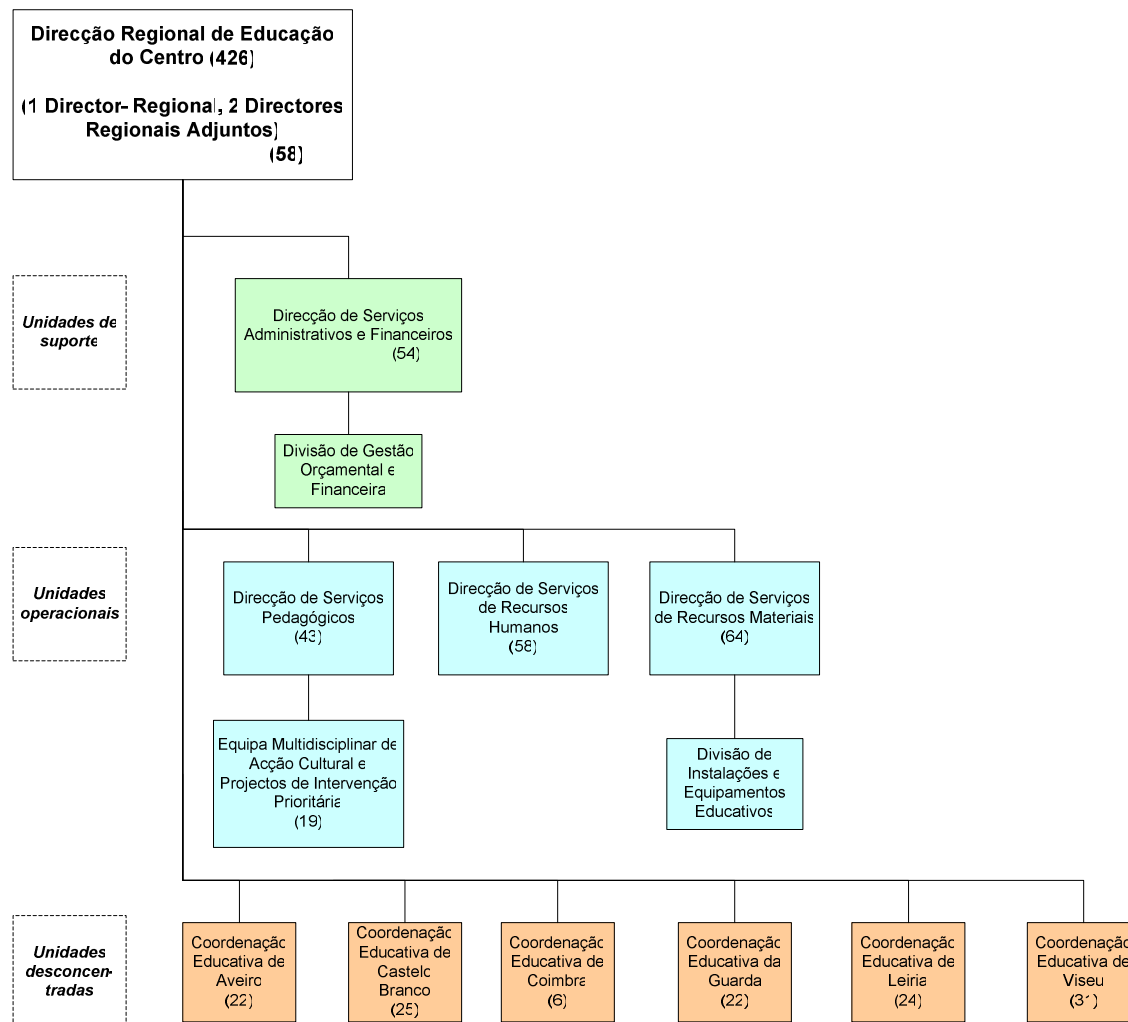 Direcção Regional de Educação
do Centro (426)
(1 Director- Regional, 2 Directores
Regionais Adjuntos)
(58)
Unidades de
suporte
Direcção de Serviços
Administrativos e Financeiros
(54)
Divisão de Gestão
Orçamental e
Financeira
Unidades
operacionais
Direcção de Serviços
Pedagógicos
(43)
Direcção de Serviços
de Recursos
Humanos
(58)
Direcção de Serviços
de Recursos Materiais
(64)
Equipa Multidisciplinar de
Acção Cultural e
Projectos de Intervenção
Prioritária
(19)
Divisão de
Instalações e
Equipamentos
Educativos
Unidades
desconcen-
tradas
Coordenação
Educativa de
Aveiro
(22)
Coordenação
Educativa de
Castelo
Branco
(25)
Coordenação
Educativa de
Coimbra
(6)
Coordenação
Educativa da
Guarda
(22)
Coordenação
Educativa de
Leiria
(24)
Coordenação
Educativa de
Viseu
(31)